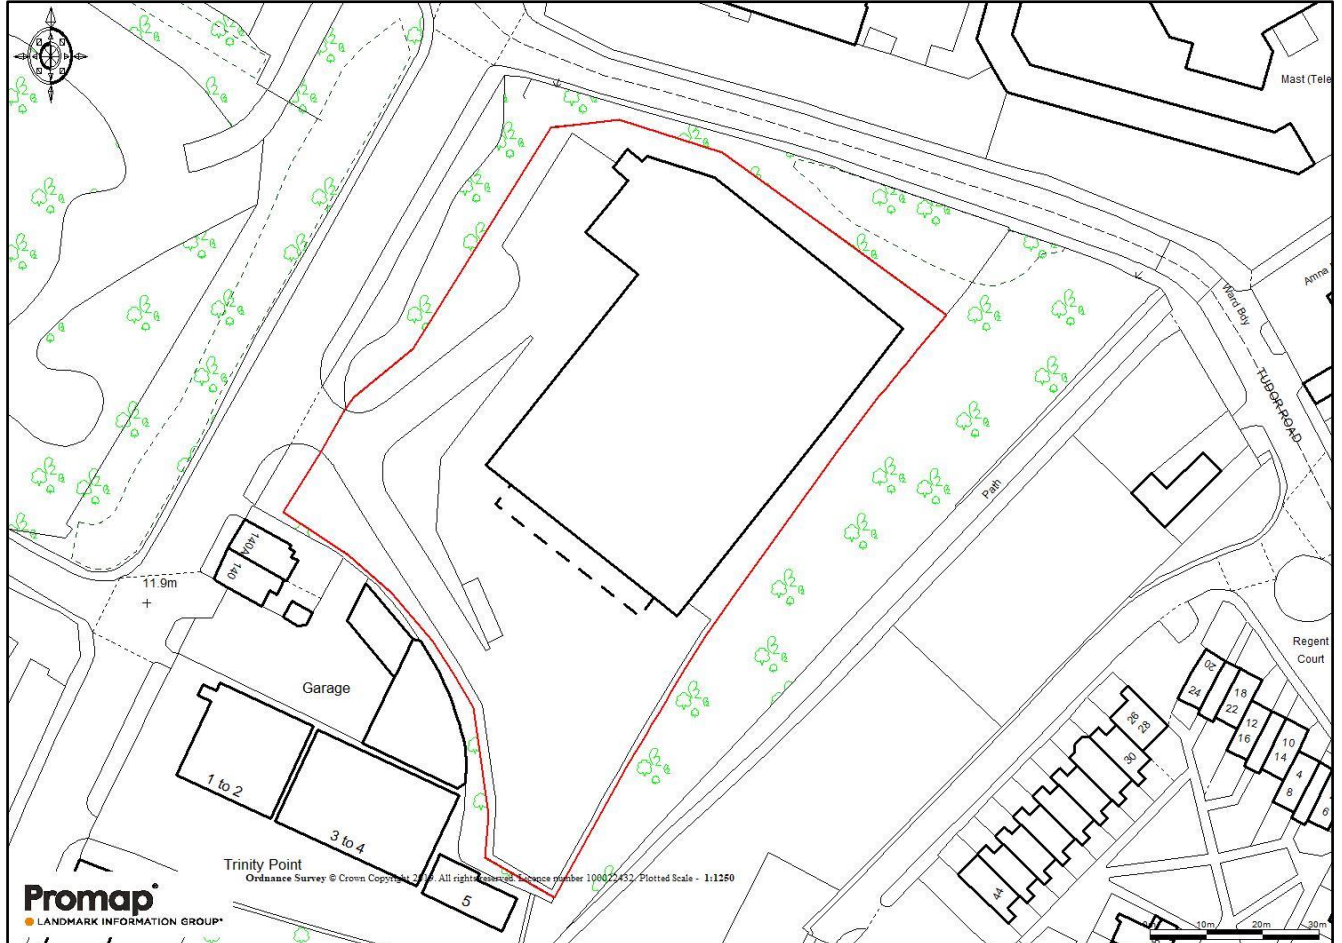 Mast (Tele
Amna
Ward Bdy
TUDOR ROAD
Path
140A
140
11.9m
Garage
Regent
Court
20
24
18
22
12
16
10
14
4
8
6
26
28
30
44
1 to 2
3 to 4
5
Trinity Point
Ordnance Survey © Crown Copyright All rights reserved. Licence number 100022432. Plotted Scale - 1:1250
Promap
LANDMARK INFORMATION GROUP
10m 20m 30m